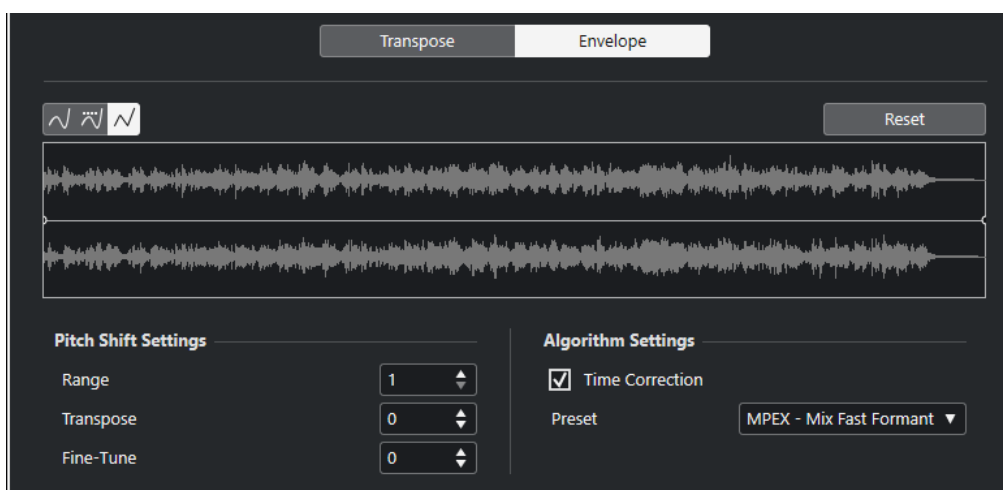 Transpose Envelope
Reset
Pitch Shift Settings
Range 1
Transpose 0
Fine-Tune 0
Algorithm Settings
Time Correction
Preset MPEX - Mix Fast Formant